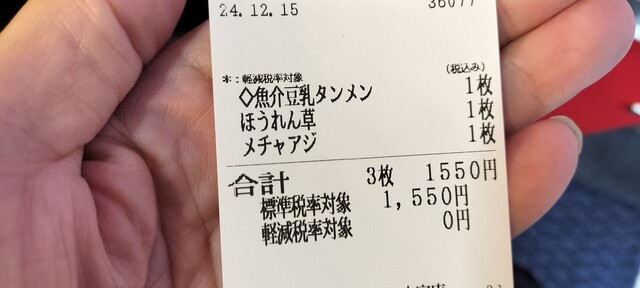 24.12.15 36077
(税込み)
*:軽減税率対象
◇魚介豆乳タンメン 1枚
ほうれん草 1枚
メチャアジ 1枚
合計 3枚 1550円
標準税率対象 1,550円
軽減税率対象 0円